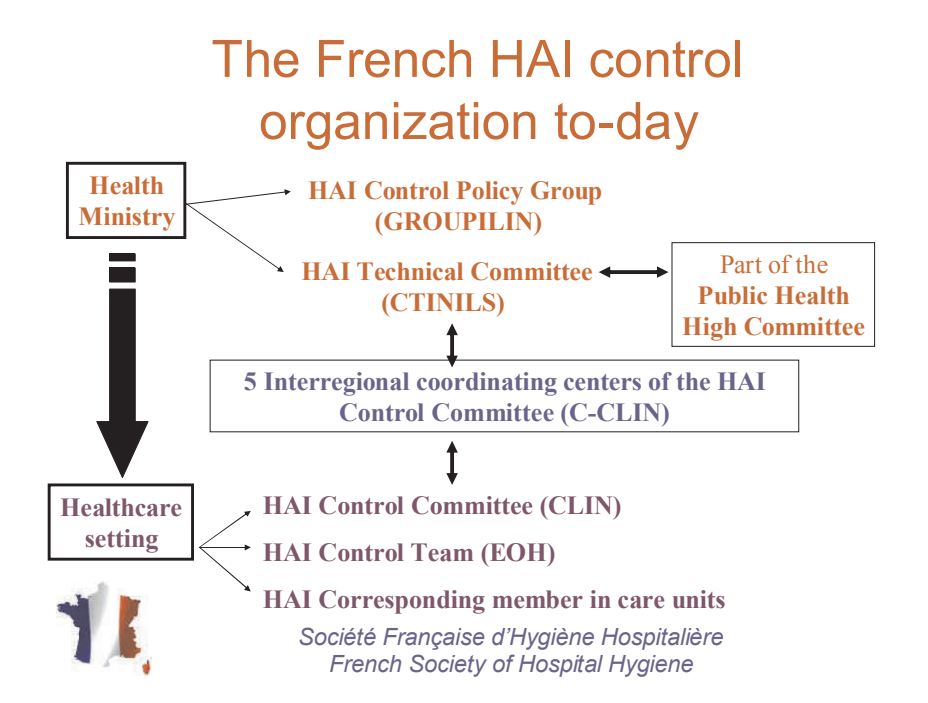 The French HAI control
organization to-day
Health
Ministry
HAI Control Policy Group
(GROUPILIN)
HAI Technical Committee
(CTINILS)
Part of the
Public Health
High Committee
5 Interregional coordinating centers of the HAI
Control Committee (C-CLIN)
Healthcare
setting
HAI Control Committee (CLIN)
HAI Control Team (EOH)
HAI Corresponding member in care units
Société Française d'Hygiène Hospitalière
French Society of Hospital Hygiene